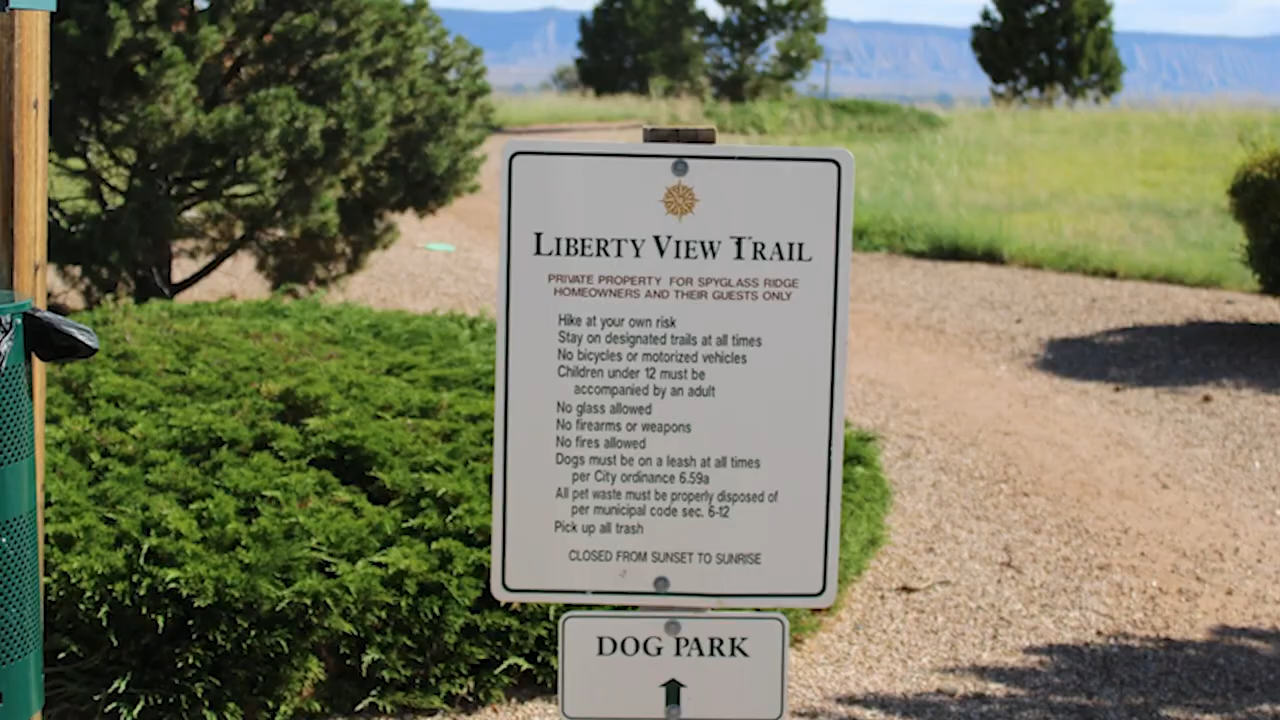 LIBERTY VIEW TRAIL
PRIVATE PROPERTY FOR SPYGLASS RIDGE
HOMEOWNERS AND THEIR GUESTS ONLY
Hike at your own risk
Stay on designated trails at all times
No bicycles or motorized vehicles
Children under 12 must be
accompanied by an adult
No glass allowed
No firearms or weapons
No fires allowed
Dogs must be on a leash at all times
per City ordinance 6.59a
All pet waste must be properly disposed of
per municipal code sec. 6-12
Pick up all trash
CLOSED FROM SUNSET TO SUNRISE
DOG PARK